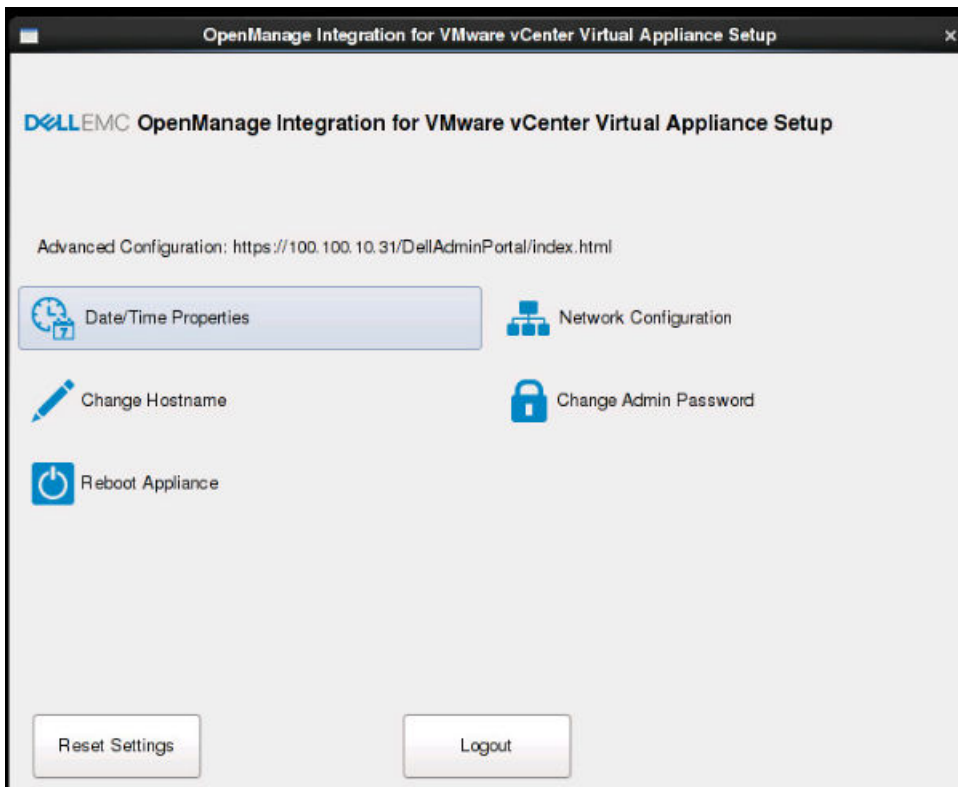 OpenManage Integration for VMware vCenter Virtual Appliance Setup
DELLEMC OpenManage Integration for VMware vCenter Virtual Appliance Setup
Advanced Configuration: https://100.100.10.31/DellAdminPortal/index.html
7 Date/Time Properties
Network Configuration
Change Hostname
Change Admin Password
Reboot Appliance
Reset Settings
Logout